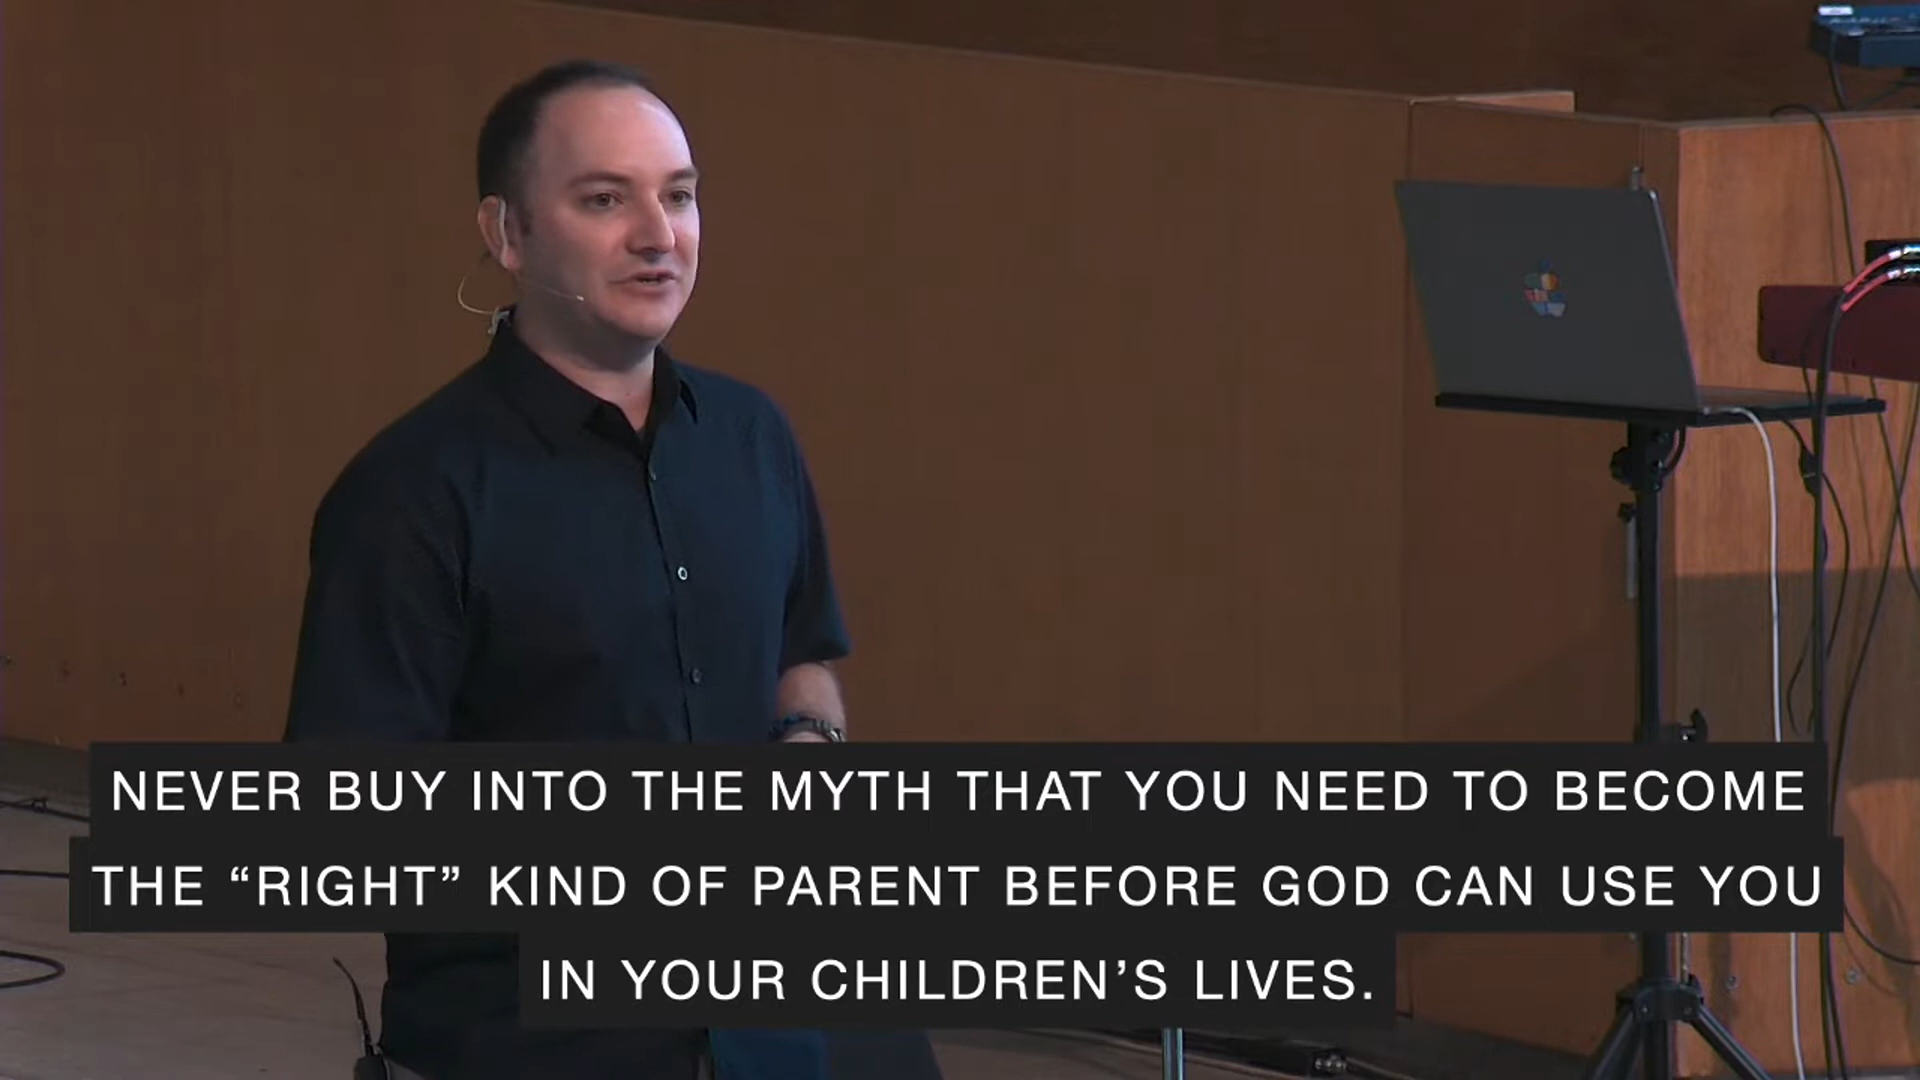 NEVER BUY INTO THE MYTH THAT YOU NEED TO BECOME
THE “RIGHT” KIND OF PARENT BEFORE GOD CAN USE YOU
IN YOUR CHILDREN’S LIVES.